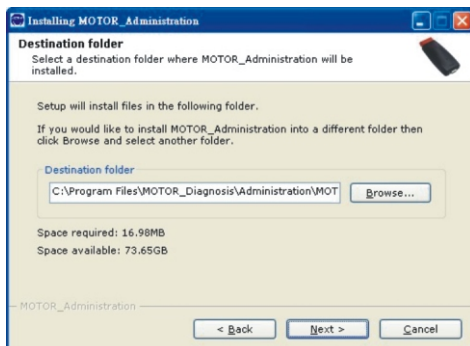 Installing MOTOR_Administration
Destination folder
Select a destination folder where MOTOR_Administration will be
installed.
Setup will install files in the following folder.
If you would like to install MOTOR_Administration into a different folder then
click Browse and select another folder.
Destination folder
C:\Program Files\MOTOR_Diagnosis\Administration\MOT
Browse...
Space required: 16.98MB
Space available: 73.65GB
MOTOR_Administration
< Back
Next >
Cancel